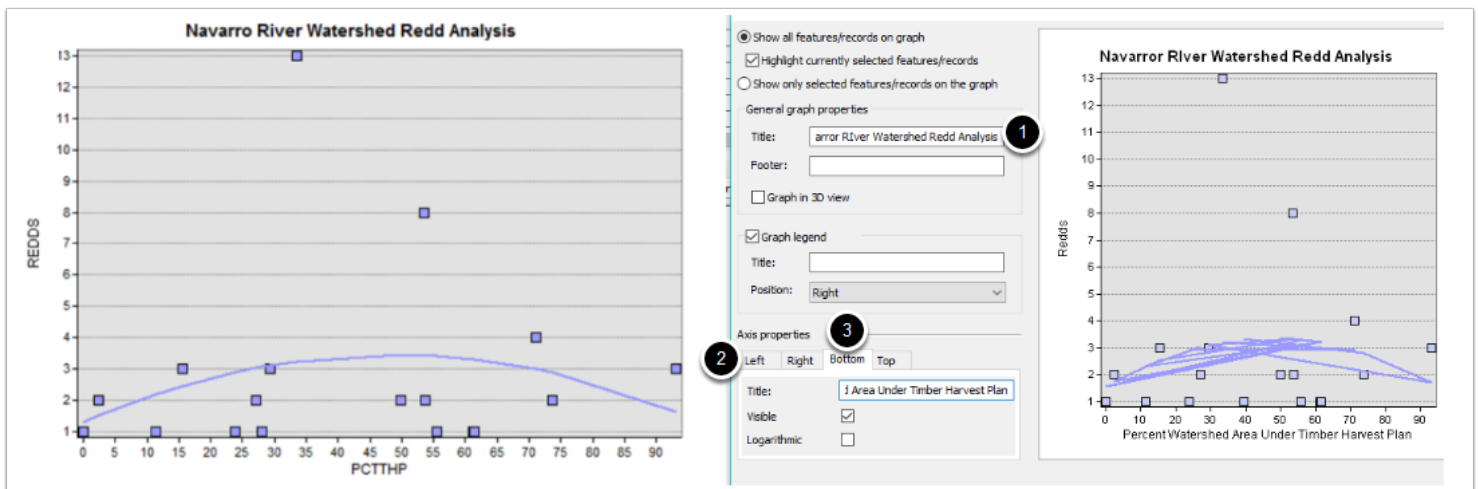 Navarro River Watershed Redd Analysis
13
12
11
10
9
8
7
6
5
4
3
2
1
REDDS
0 5 10 15 20 25 30 35 40 45 50 55 60 65 70 75 80 85 90
PCTTHP
Show all features/records on graph
Highlight currently selected features/records
Show only selected features/records on the graph
General graph properties
Title: arror RIver Watershed Redd Analysis
1
Footer:
Graph in 3D view
Graph legend
Title:
Position: Right
Axis properties
3
2
Left Right Bottom Top
Title: Area Under Timber Harvest Plan
Visible
Logarithmic
Navarror RIver Watershed Redd Analysis
13
12
11
10
9
8
7
6
5
4
3
2
1
Redds
0 10 20 30 40 50 60 70 80 90
Percent Watershed Area Under Timber Harvest Plan